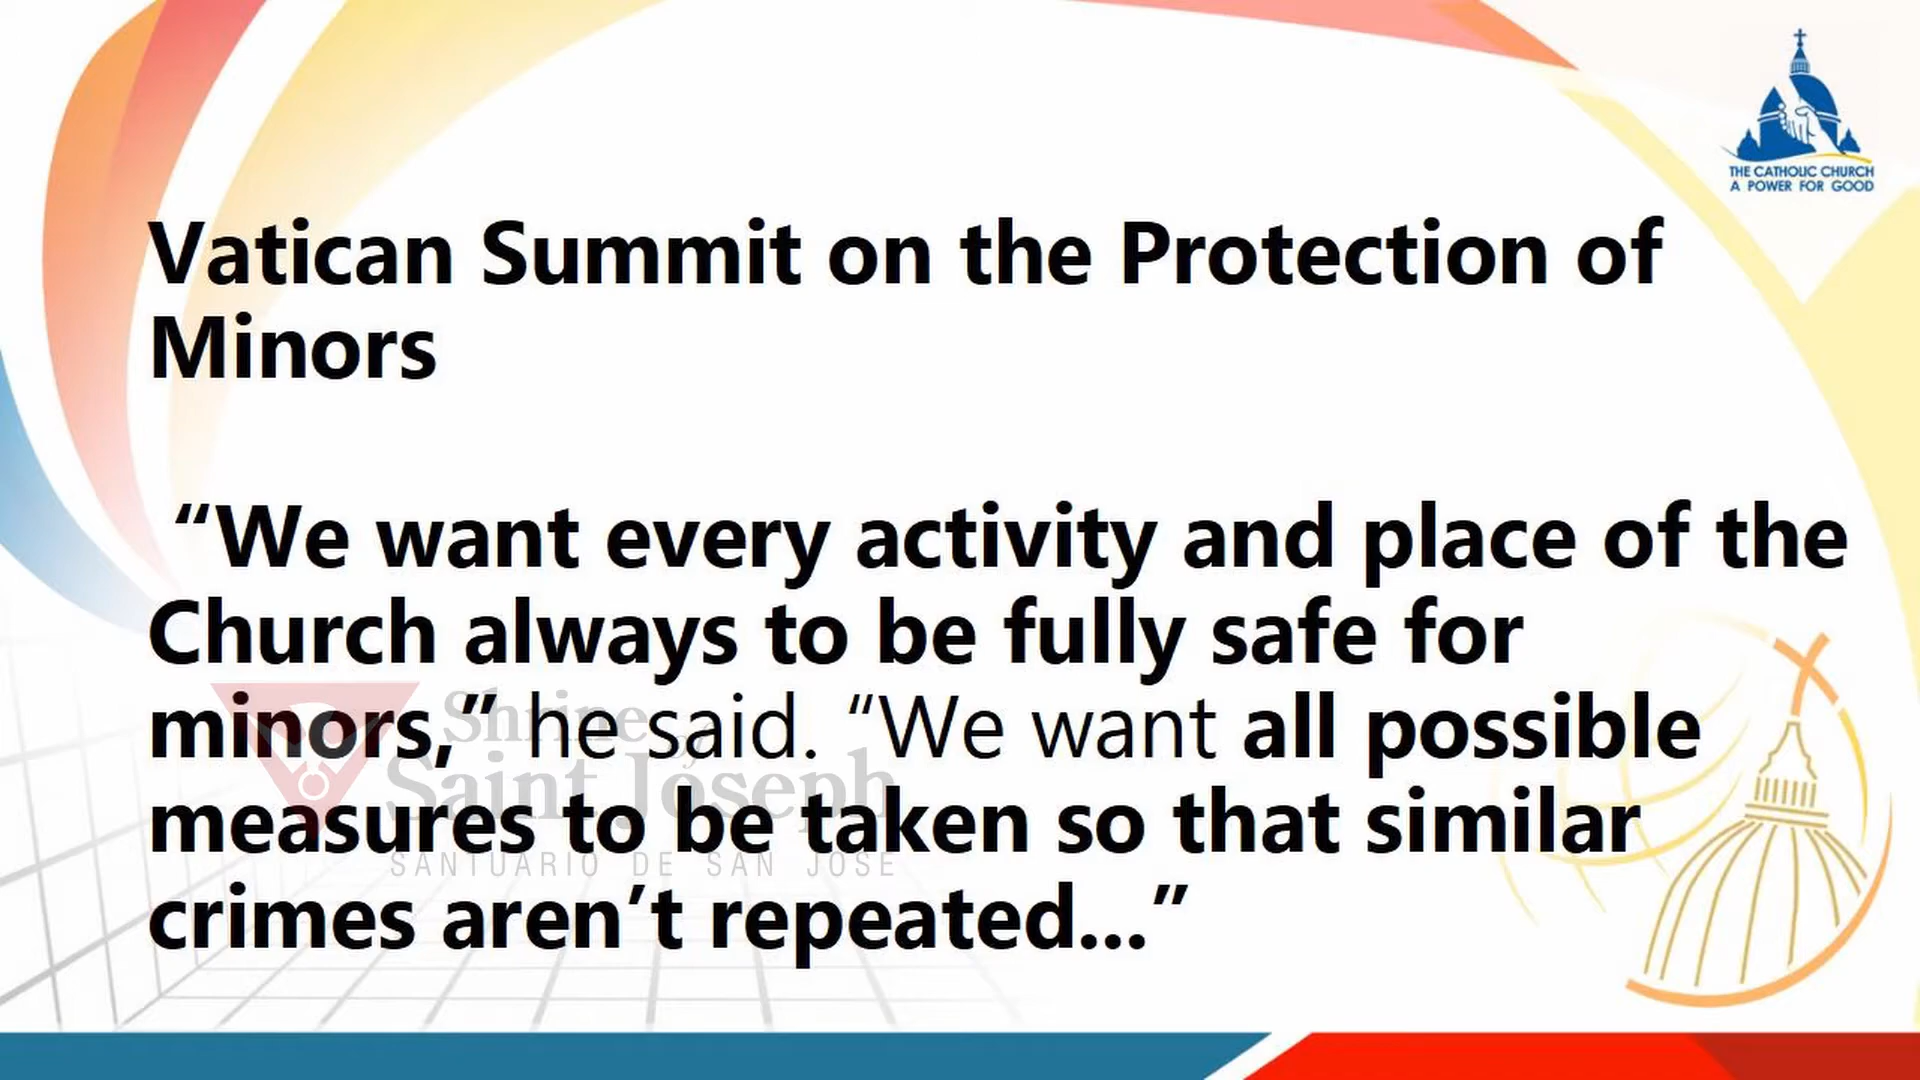 THE CATHOLIC CHURCH
A POWER FOR GOOD
Vatican Summit on the Protection of
Minors
“We want every activity and place of the
Church always to be fully safe for
minors,” he said. “We want all possible
measures to be taken so that similar
crimes aren’t repeated...”
Shrine
of
Saint Joseph
SANTUARIO DE SAN JOSE